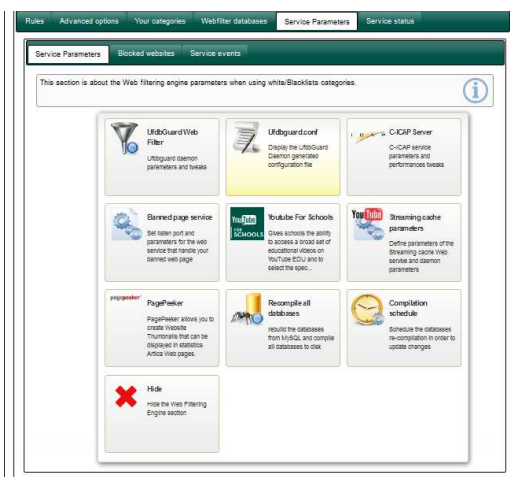 Rules Advanced options Your categories Webfilter databases Service Parameters Service status
Service Parameters Blocked websites Service events
This section is about the Web filtering engine parameters when using white/Blacklists categories.
UfdbGuard Web
Filter
Ufdbguard daemon
parameters and tweaks
Ufdbguard.conf
Display the UfdbGuard
Daemon generated
configuration file
C-ICAP Server
C-ICAP service
parameters and
performances tweaks
Banned page service
Set listen port and
parameters for the web
service that handle your
banned web page
YouTube
FOR
SCHOOLS
Youtube For Schools
Gives schools the ability
to access a broad set of
educational videos on
YouTube EDU and to
select the spec...
YouTube
Streaming cache
parameters
Define parameters of the
Streaming cache Web
service and daemon
parameters
pagepeeker
PagePeeker
PagePeeker allows you to
create Website
Thumbnails that can be
displayed in statistics
Artica Web pages.
Recompile all
databases
rebuild the databases
from MySQL and compile
all databases to disk
Compilation
schedule
Schedule the databases
re-compilation in order to
update changes
Hide
Hide the Web Filtering
Engine section